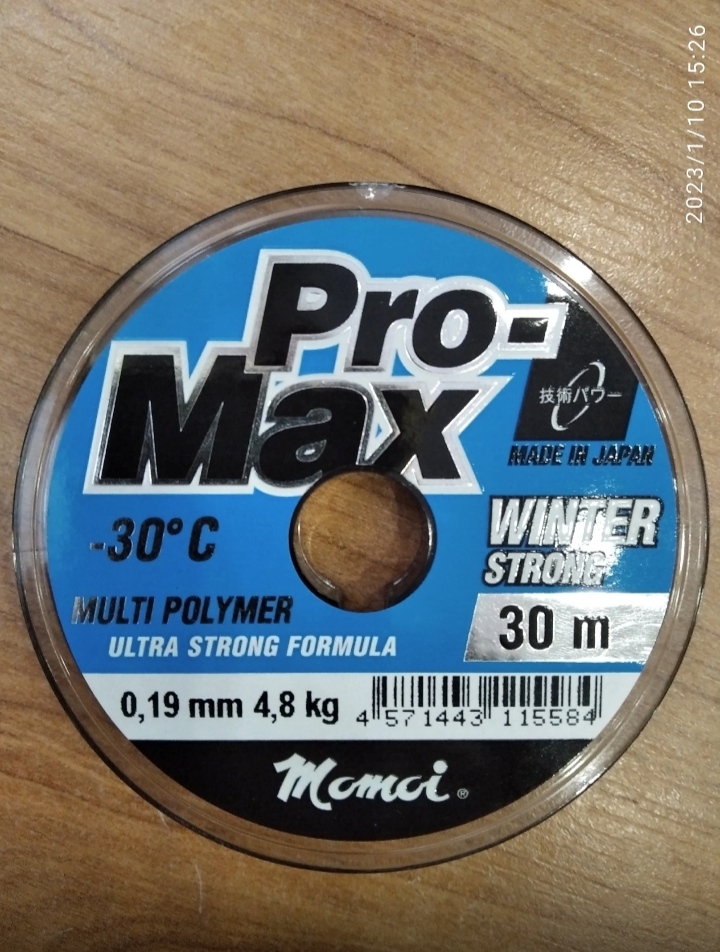 2023/1/10 15:26
Pro-
Max
技術パワー
MADE IN JAPAN
-30°C
WINTER
STRONG
MULTI POLYMER
30 m
ULTRA STRONG FORMULA
0,19 mm 4,8 kg
4 571443 115584
Momoi ®